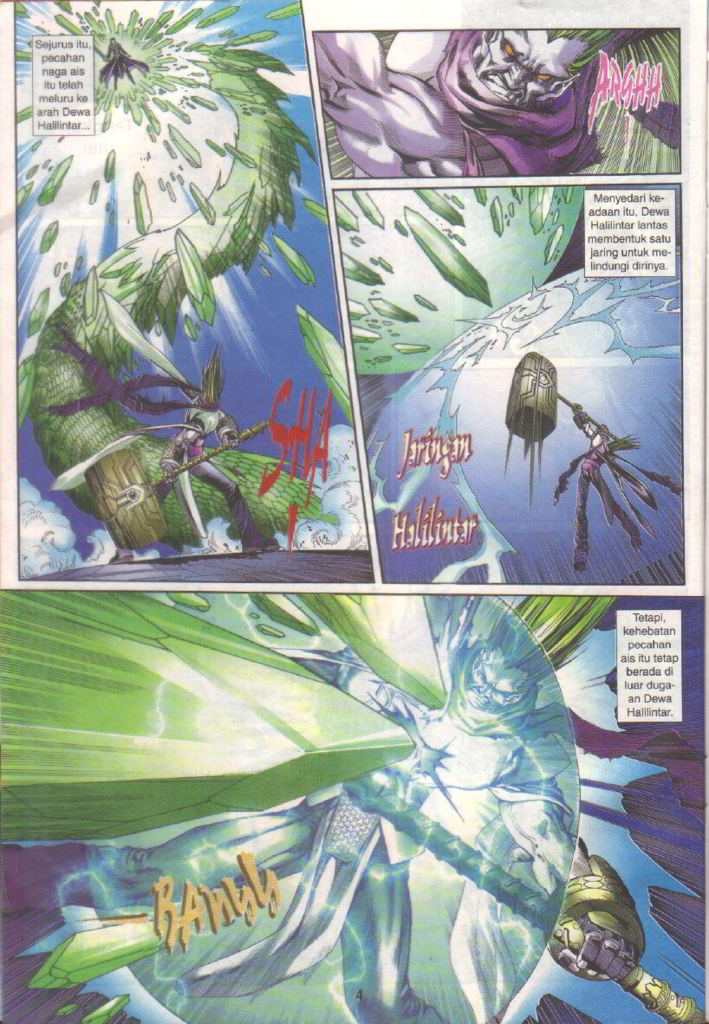 Sejurus itu,
pecahan
naga ais
itu telah
meluru ke
arah Dewa
Halilintar...
ARGHH
!
Menyedari ke-
adaan itu, Dewa
Halilintar lantas
membentuk satu
jaring untuk me-
lindungi dirinya.
SHA
!
Jaringan
Halilintar
Tetapi,
kehebatan
pecahan
ais itu tetap
berada di
luar duga-
an Dewa
Halilintar.
BANGG
4